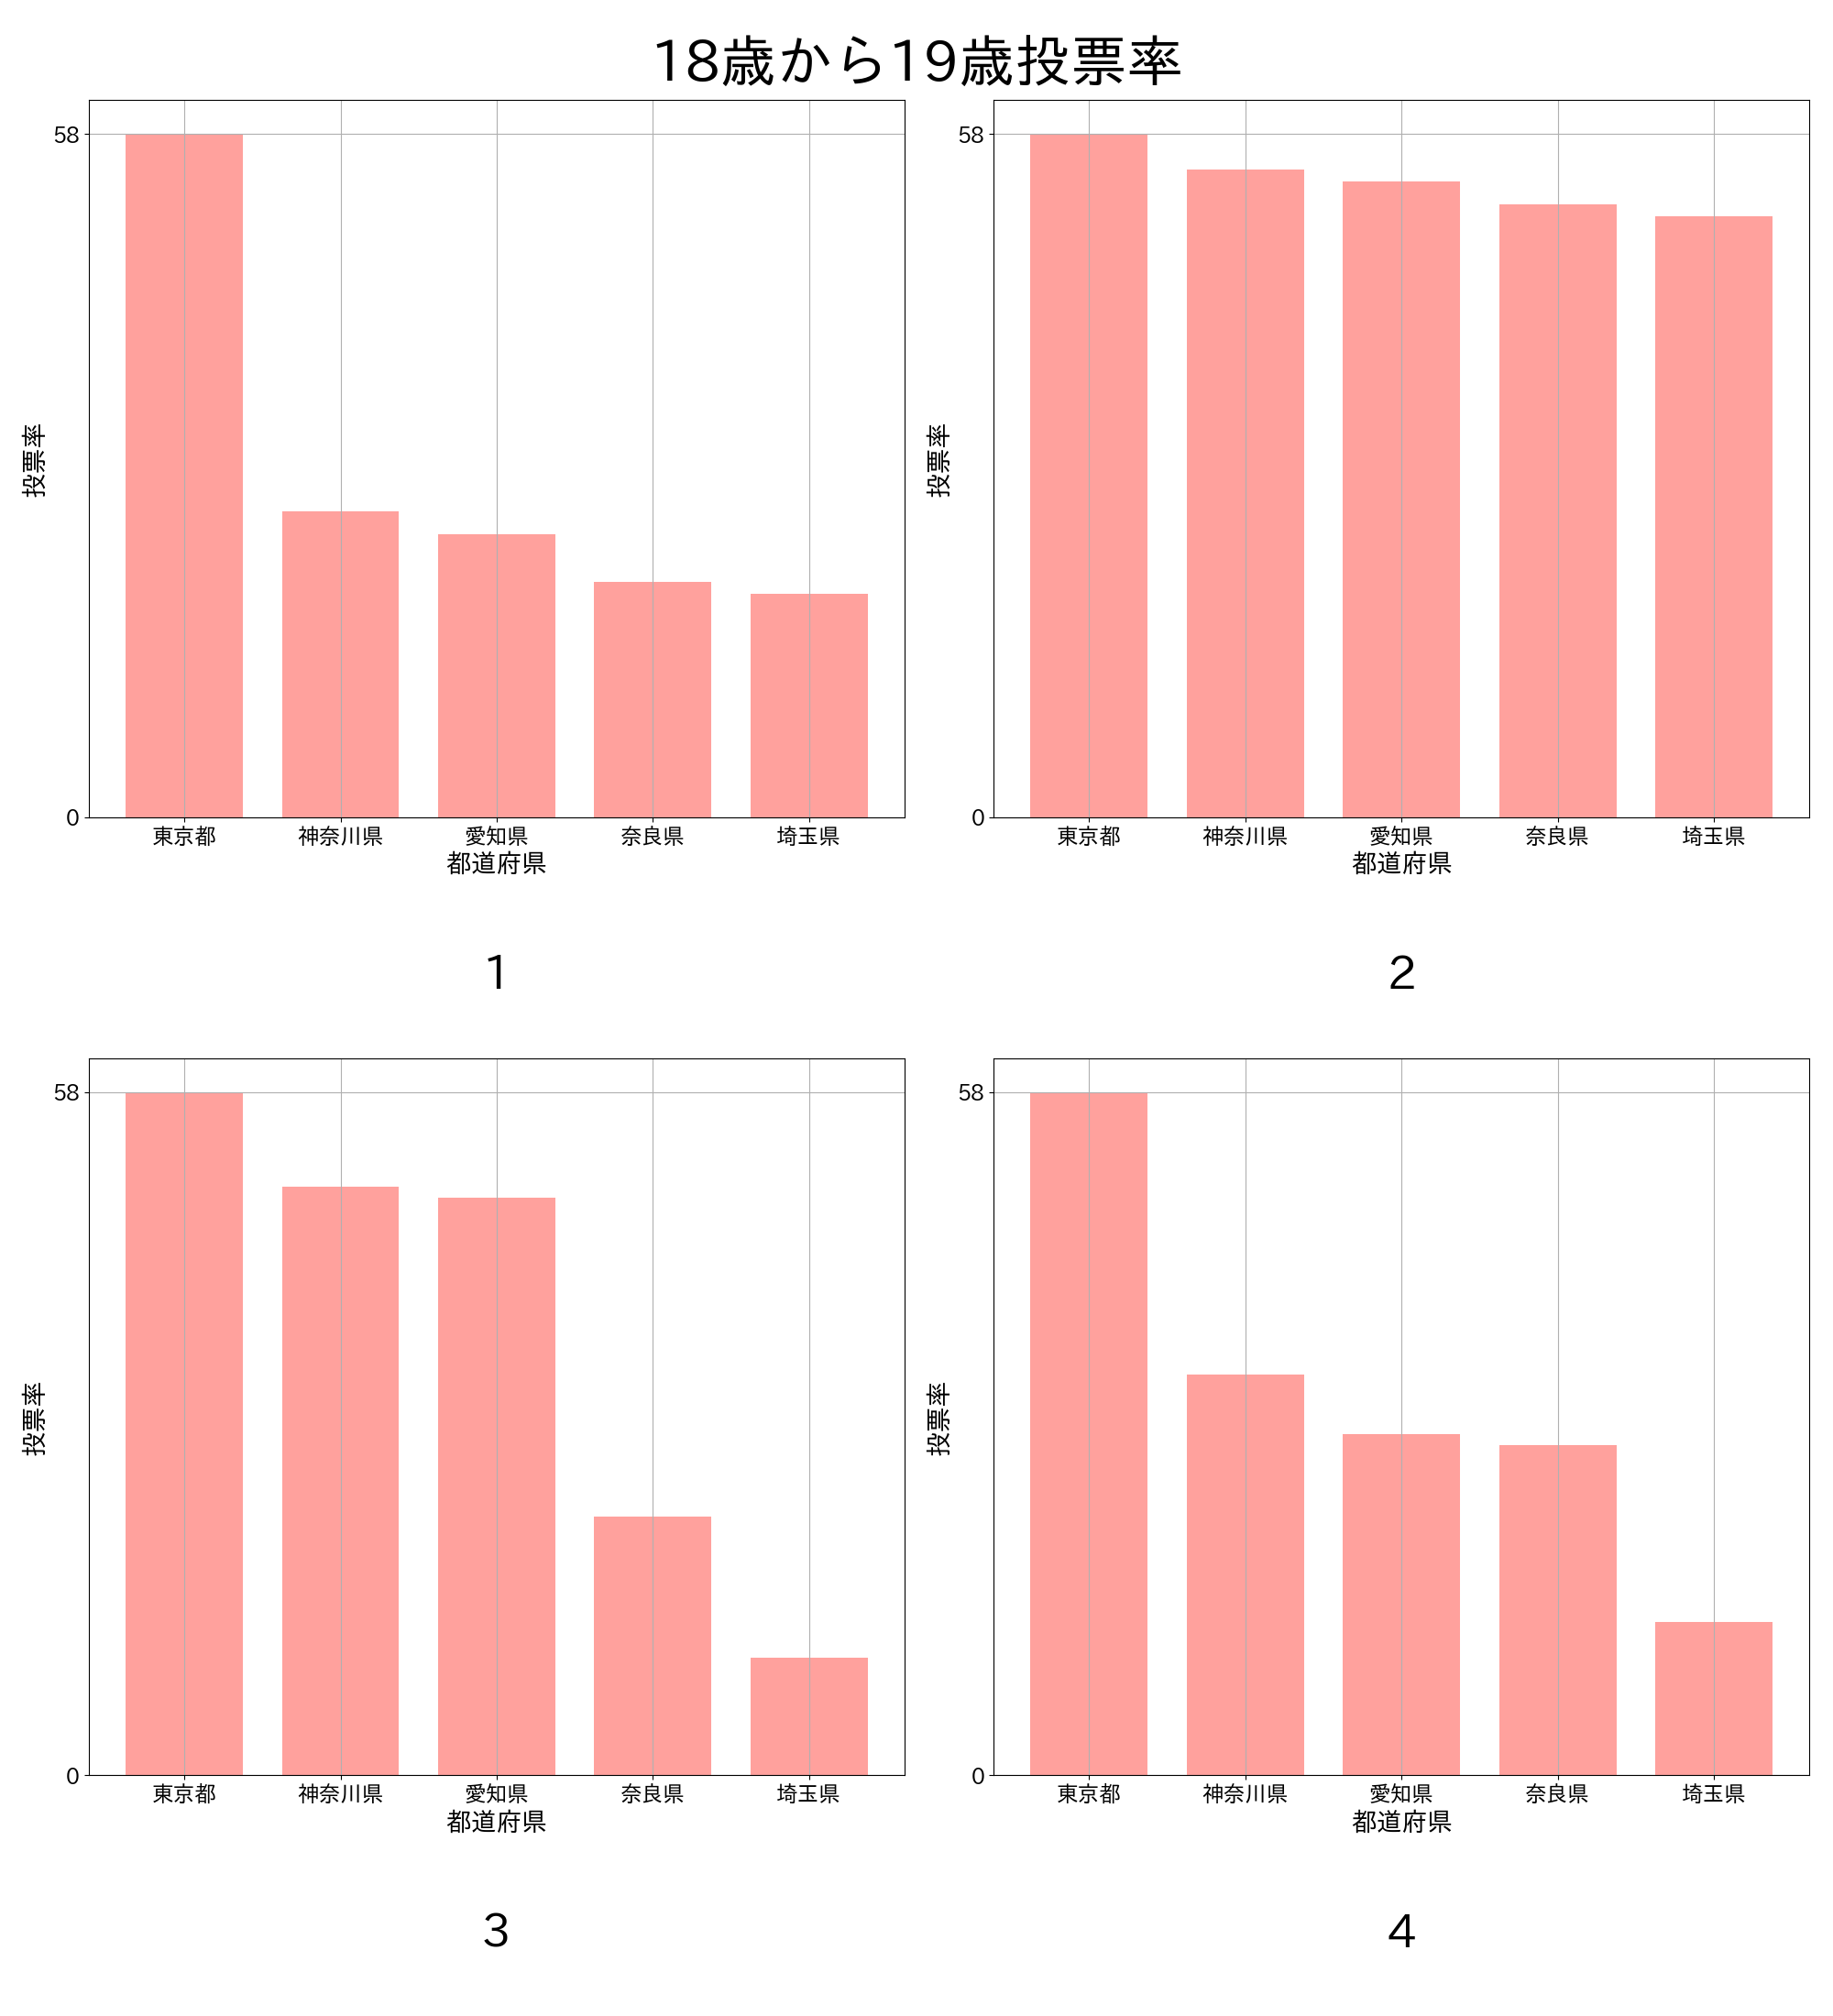 18歳から19歳投票率
58
0
投票率
東京都 神奈川県 愛知県 奈良県 埼玉県
都道府県
1
58
0
投票率
東京都 神奈川県 愛知県 奈良県 埼玉県
都道府県
2
58
0
投票率
東京都 神奈川県 愛知県 奈良県 埼玉県
都道府県
3
58
0
投票率
東京都 神奈川県 愛知県 奈良県 埼玉県
都道府県
4